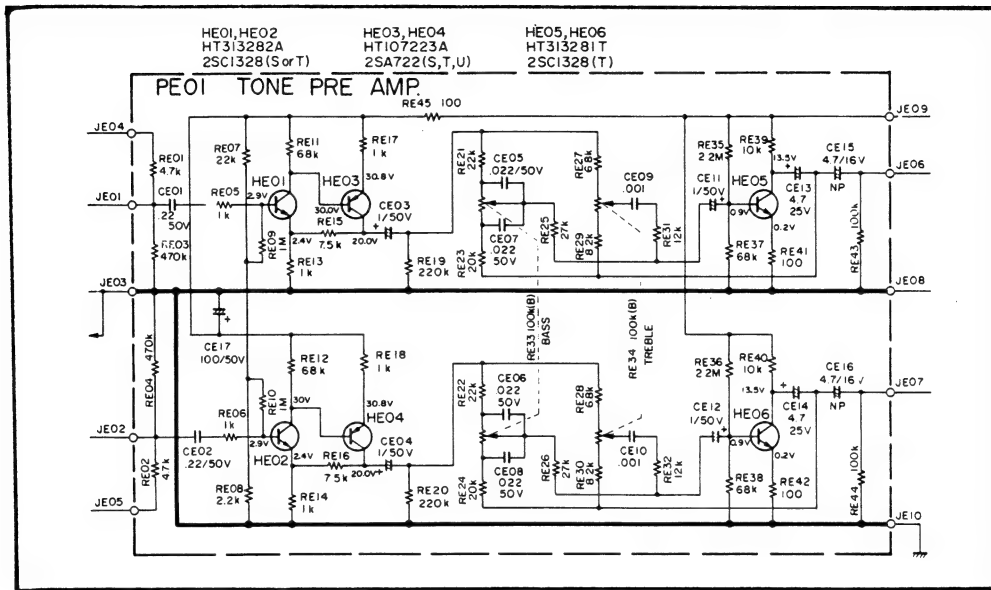 HE01, HE02
HT313282A
2SC1328(S or T)
HE03, HE04
HT107223A
2SA722(S,T,U)
HE05, HE06
HT313281T
2SC1328(T)
PE01 TONE PRE AMP.
RE45 100
JE04
JE09
RE01
4.7k
RE07
22k
RE11
68k
RE17
1k
RE21
22k
CE05
.022/50V
RE27
6.8k
RE35
2.2M
RE39
10k
CE15
4.7/16V
NP
JE06
JE01
CE01
.22
50V
RE05
1k
2.9V
HE01
HE03
30.8V
30.0V
CE03
1/50V
CE09
.001
CE11
1/50V
HE05
13.5V
CE13
4.7
25V
RE03
470k
RE09
1M
2.4V
RE15
7.5k
20.0V
RE13
1k
RE19
220k
CE07
.022
50V
RE23
20k
RE25
27k
RE29
8.2k
RE31
12k
0.9V
0.2V
RE37
68k
RE41
100
RE43
100k
JE03
JE08
CE17
100/50V
RE33 100k(B)
BASS
RE34 100k(B)
TREBLE
RE04
470k
RE12
68k
RE18
1k
RE22
22k
CE06
.022
50V
RE28
6.8k
RE36
2.2M
RE40
10k
CE16
4.7/16V
NP
JE07
JE02
RE06
1k
RE10
1M
30V
30.8V
HE04
CE04
1/50V
CE12
1/50V
13.5V
HE06
CE14
4.7
25V
CE02
.22/50V
2.9V
HE02
2.4V
RE16
7.5k
20.0V
CE10
.001
0.9V
0.2V
RE02
4.7k
RE08
2.2k
RE14
1k
RE20
220k
RE24
20k
CE08
.022
50V
RE26
27k
RE30
8.2k
RE32
12k
RE38
68k
RE42
100
RE44
100k
JE05
JE10